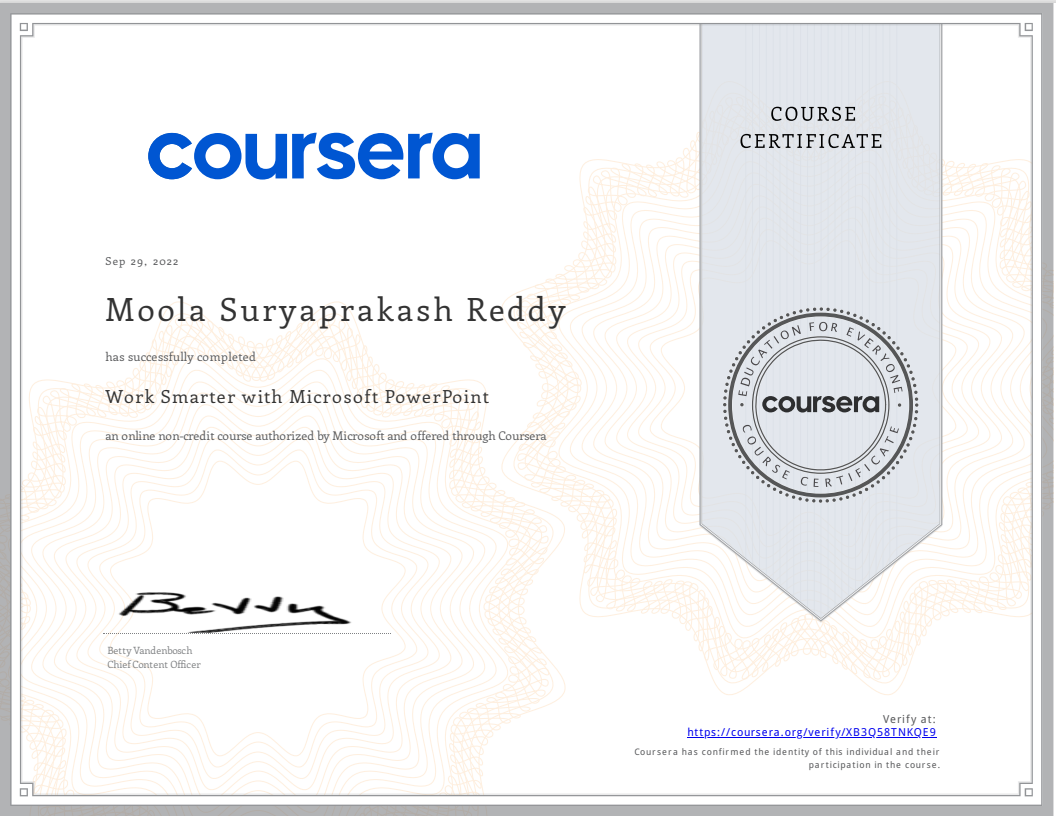 COURSE
CERTIFICATE
coursera
Sep 29, 2022
Moola Suryaprakash Reddy
has successfully completed
Work Smarter with Microsoft PowerPoint
an online non-credit course authorized by Microsoft and offered through Coursera
EDUCATION FOR EVERYONE
coursera
COURSE CERTIFICATE
Betty
Betty Vandenbosch
Chief Content Officer
Verify at:
https://coursera.org/verify/XB3Q58TNKQE9
Coursera has confirmed the identity of this individual and their
participation in the course.